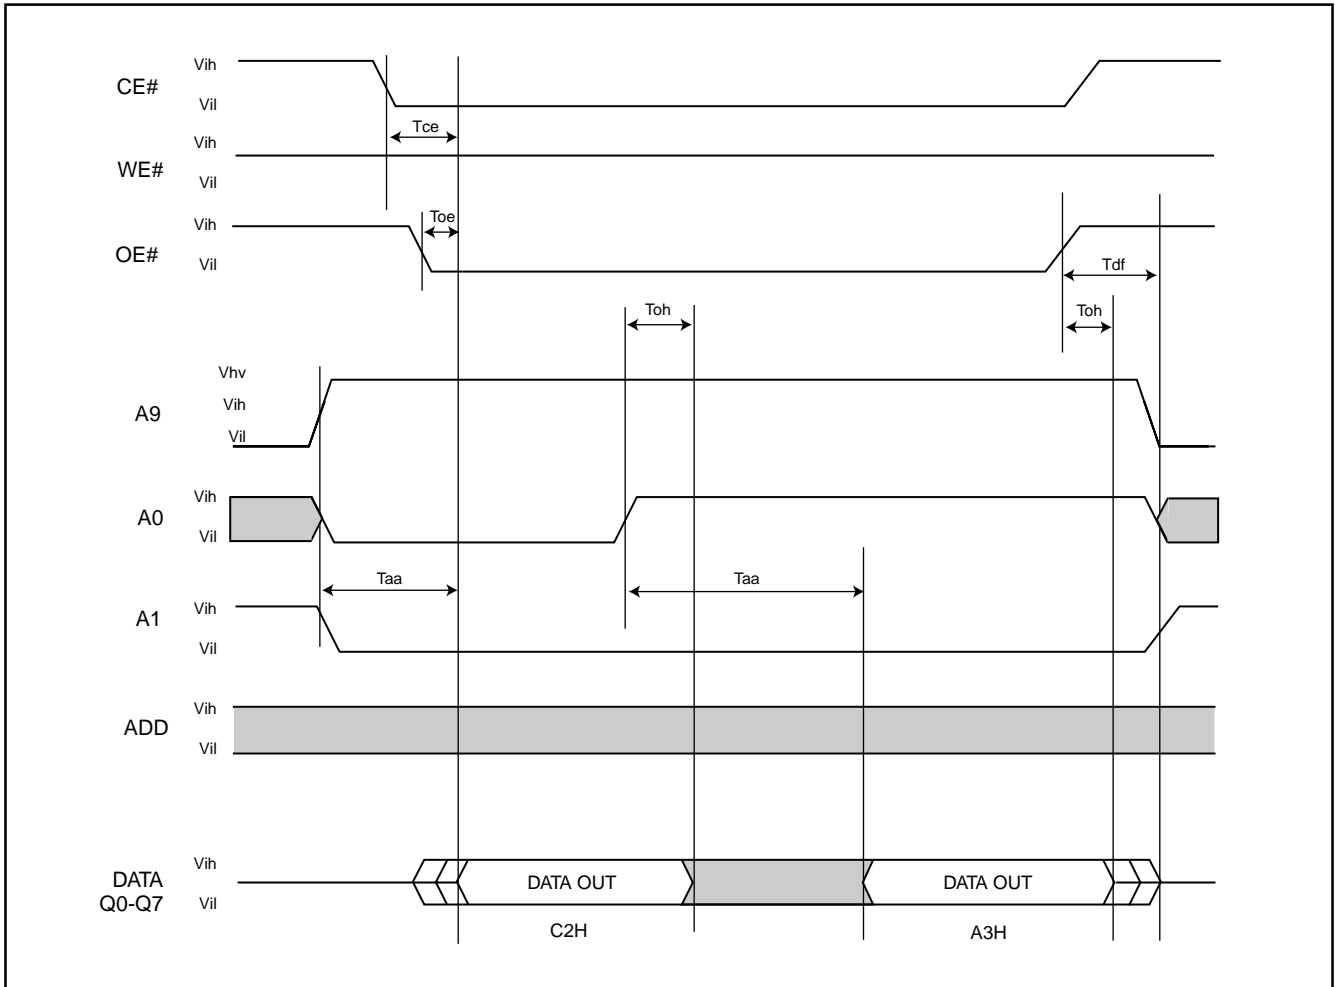 CE#
Vih
Vil
Tce
WE#
Vih
Vil
OE#
Vih
Vil
Toe
Tdf
Toh
Toh
A9
Vhv
Vih
Vil
A0
Vih
Vil
Taa
Taa
A1
Vih
Vil
ADD
Vih
Vil
DATA
Q0-Q7
Vih
Vil
DATA OUT
DATA OUT
C2H
A3H